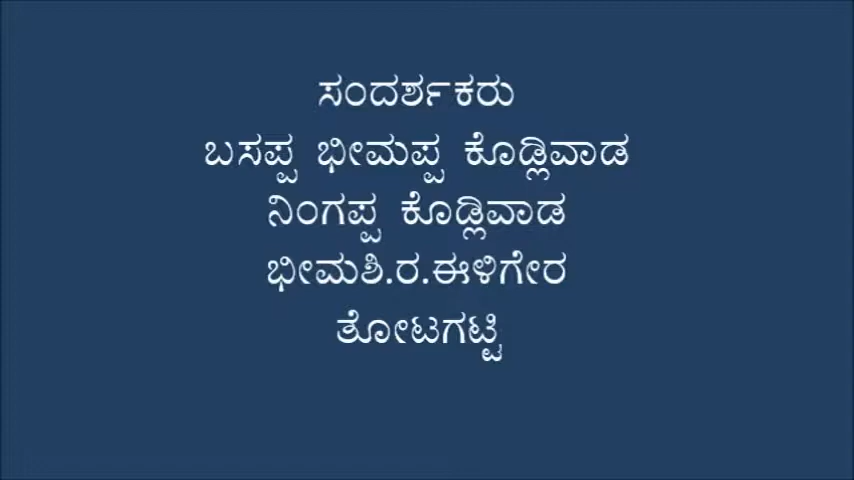 ಸಂದರ್ಶಕರು
ಬಸಪ್ಪ ಭೀಮಪ್ಪ ಕೊಡ್ಲಿವಾಡ
ನಿಂಗಪ್ಪ ಕೊಡ್ಲಿವಾಡ
ಭೀಮಶಿ.ರ.ಈಳಿಗೇರ
ತೋಟಗಟ್ಟಿ